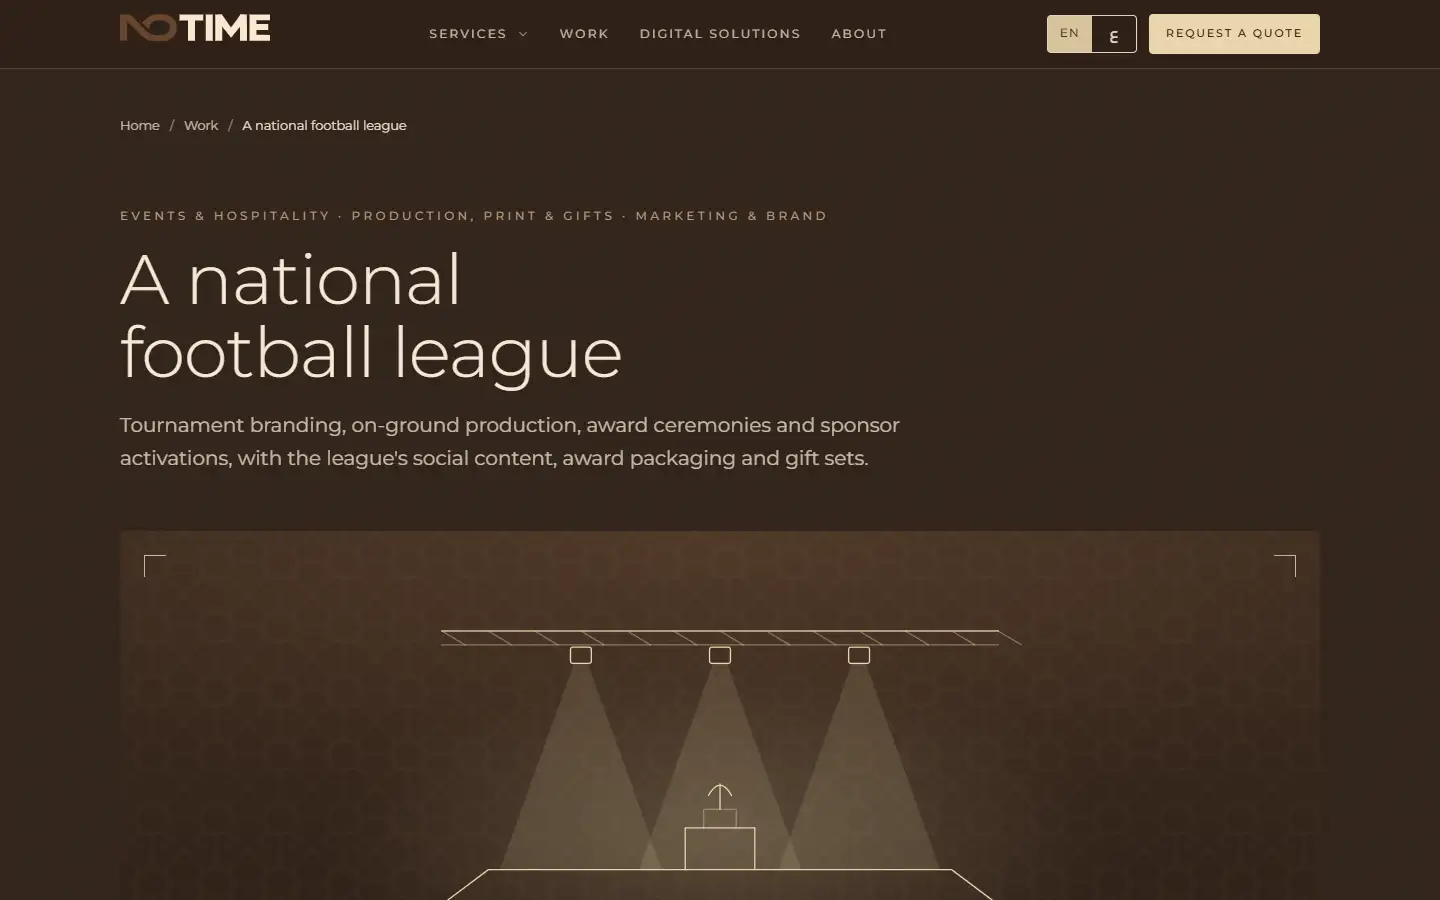 NOTIME
SERVICES
WORK
DIGITAL SOLUTIONS
ABOUT
EN
ع
REQUEST A QUOTE
Home / Work / A national football league
EVENTS & HOSPITALITY · PRODUCTION, PRINT & GIFTS · MARKETING & BRAND
A national
football league
Tournament branding, on-ground production, award ceremonies and sponsor
activations, with the league's social content, award packaging and gift sets.